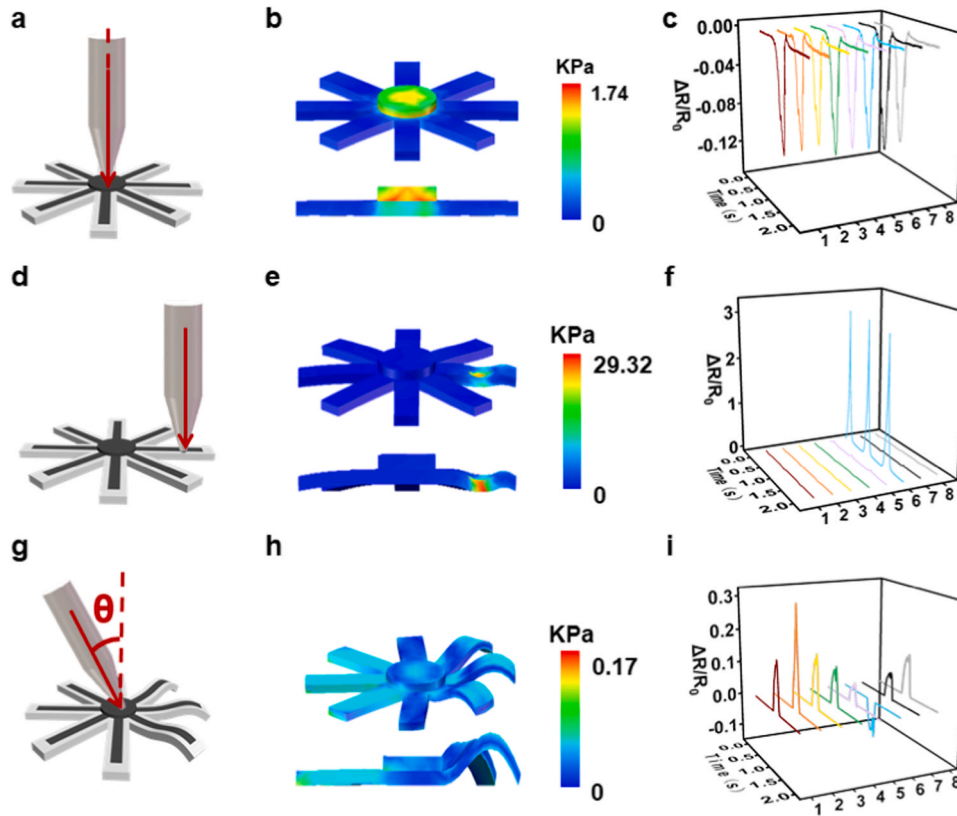 a
b
KPa
1.74
0
c
0.00
-0.04
-0.08
-0.12
ΔR/R0
0.0
0.5
1.0
1.5
2.0
Time (s)
1 2 3 4 5 6 7 8
d
e
KPa
29.32
0
f
3
2
1
0
ΔR/R0
0.0
0.5
1.0
1.5
2.0
Time (s)
1 2 3 4 5 6 7 8
g
θ
h
KPa
0.17
0
i
0.3
0.2
0.1
0.0
-0.1
ΔR/R0
0.0
0.5
1.0
1.5
2.0
Time (s)
1 2 3 4 5 6 7 8